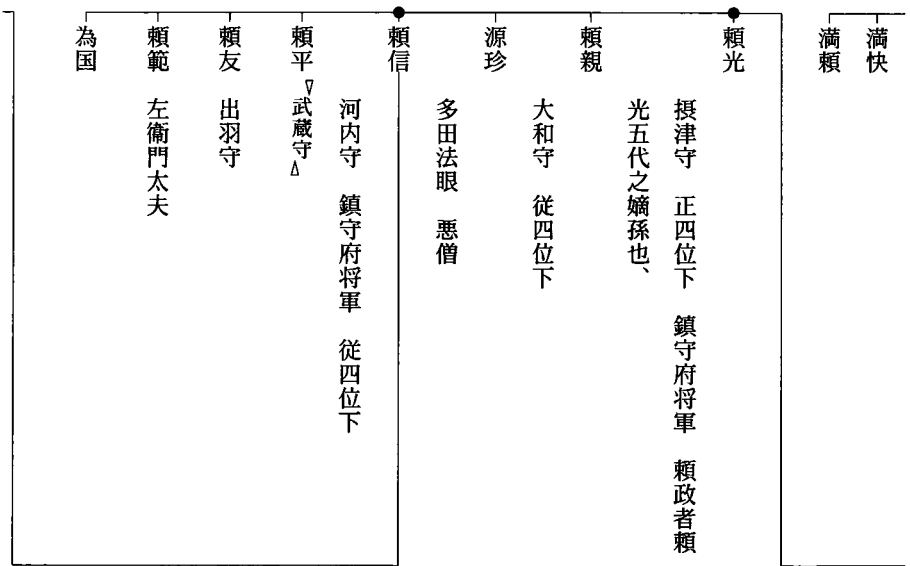 満快
満頼
頼光
摂津守　正四位下　鎮守府将軍　頼政者頼
光五代之嫡孫也、
頼親
大和守　従四位下
源珍
多田法眼　悪僧
頼信
河内守　鎮守府将軍　従四位下
頼平
武蔵守
頼友　出羽守
頼範　左衛門太夫
為国